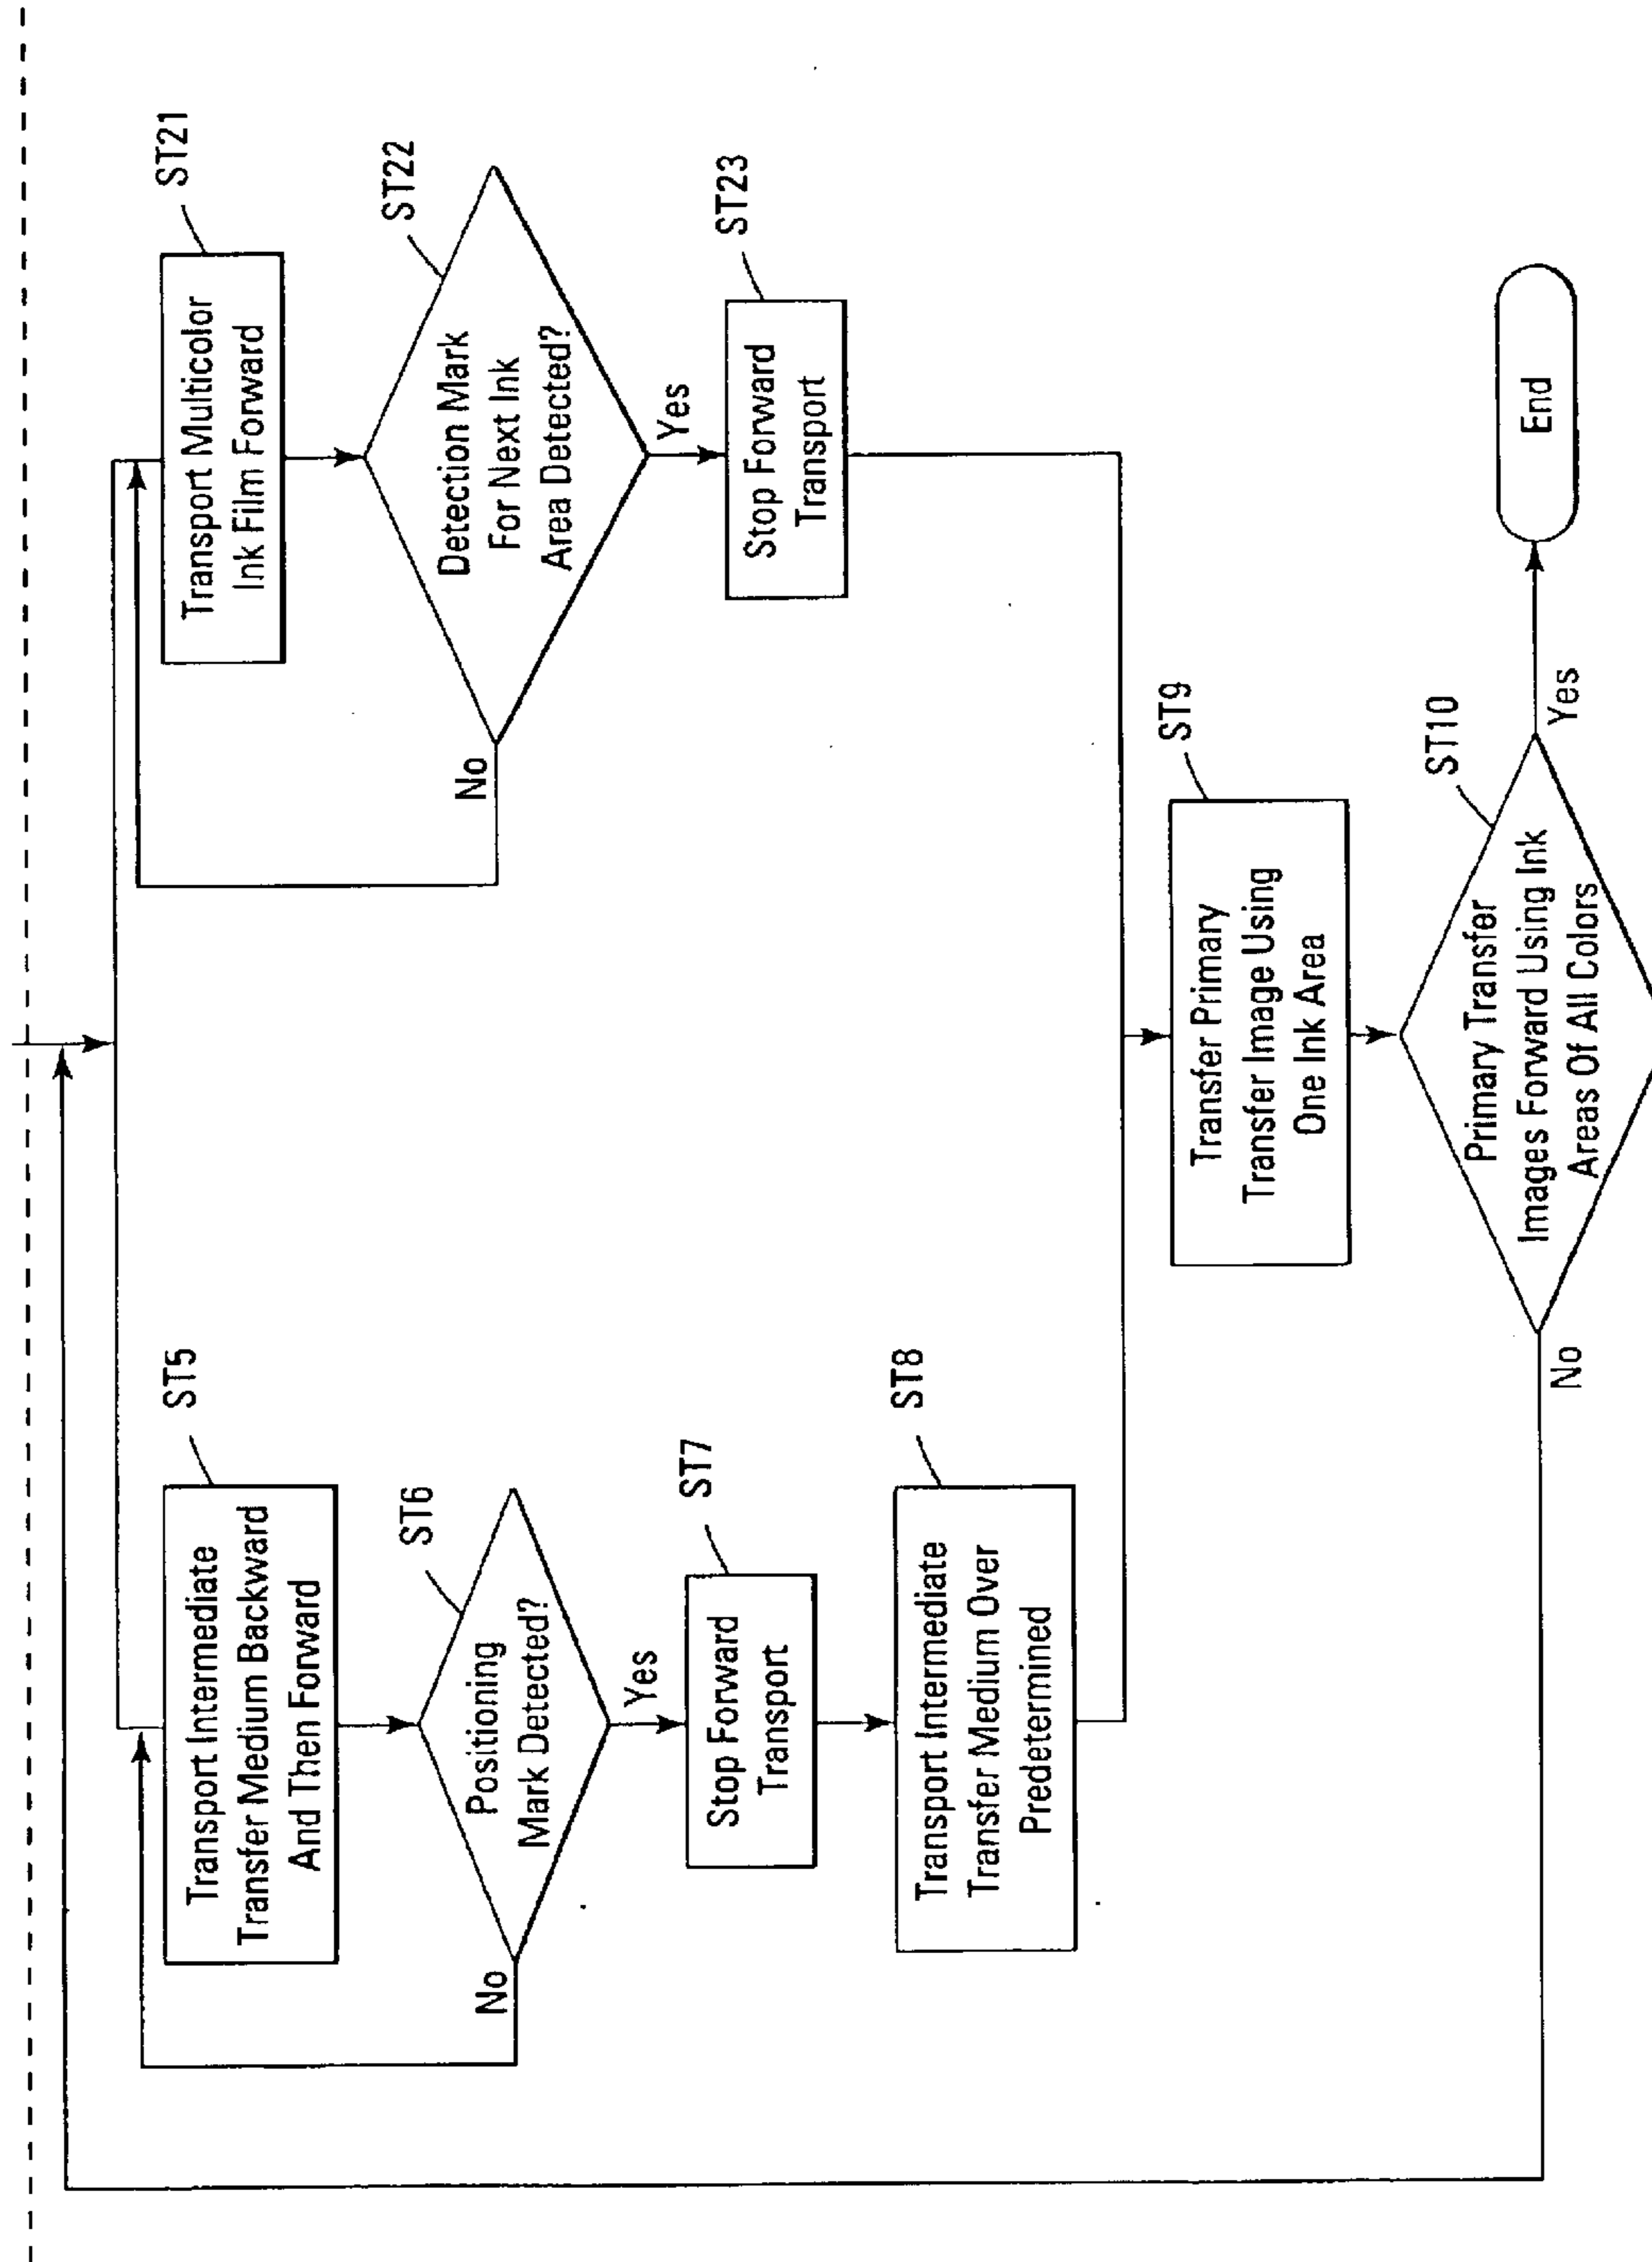 ST5
Transport Intermediate
Transfer Medium Backward
And Then Forward
ST6
Positioning
Mark Detected?
No
Yes
ST7
Stop Forward
Transport
ST8
Transport Intermediate
Transfer Medium Over
Predetermined
ST21
Transport Multicolor
Ink Film Forward
ST22
Detection Mark
For Next Ink
Area Detected?
No
Yes
ST23
Stop Forward
Transport
ST9
Transfer Primary
Transfer Image Using
One Ink Area
ST10
Primary Transfer
Images Forward Using Ink
Areas Of All Colors
No
Yes
End